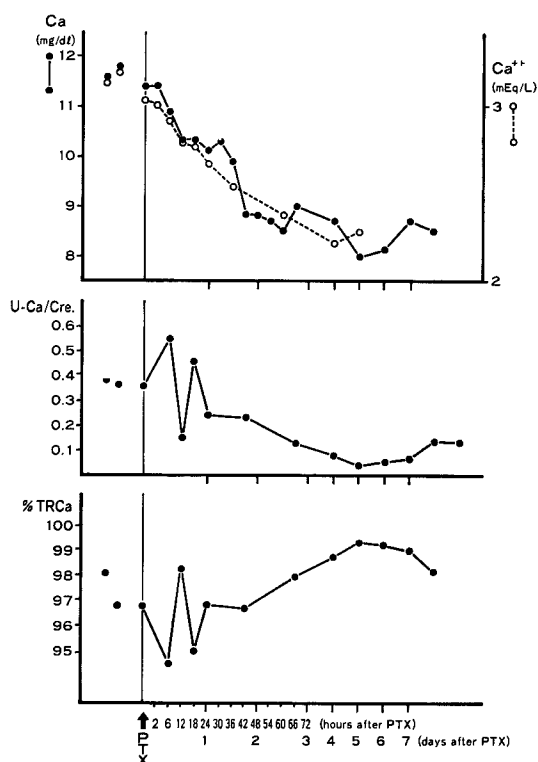 Ca
(mg/dℓ)
12
11
10
9
8
Ca⁺⁺
(mEq/L)
3
2
U-Ca/Cre.
0.6
0.5
0.4
0.3
0.2
0.1
% TRCa
100
99
98
97
96
95
2 6 12 18 24 30 36 42 48 54 60 66 72 (hours after PTX)
1 2 3 4 5 6 7 (days after PTX)
PTX